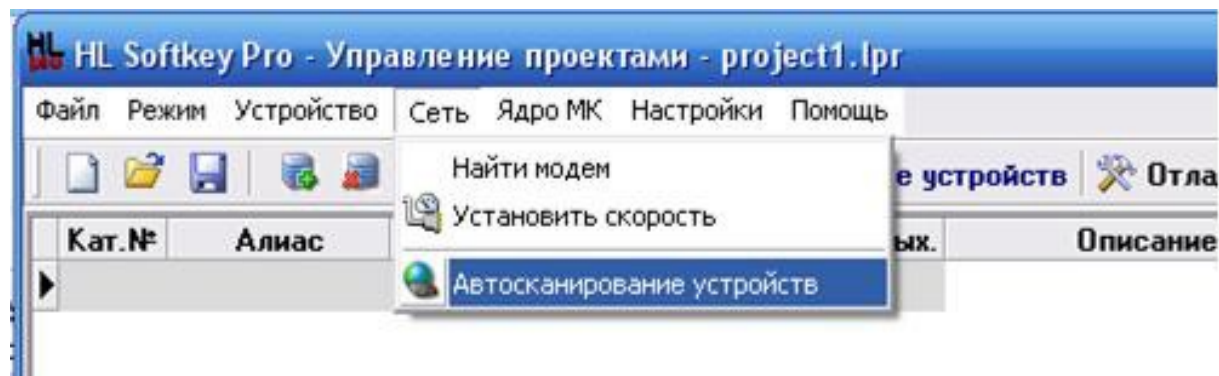 HL Softkey Pro - Управление проектами - project1.lpr
Файл Режим Устройство Сеть Ядро МК Настройки Помощь
Найти модем
е устройств Отла
Установить скорость
Кат.№ Алиас ых. Описание
Автосканирование устройств